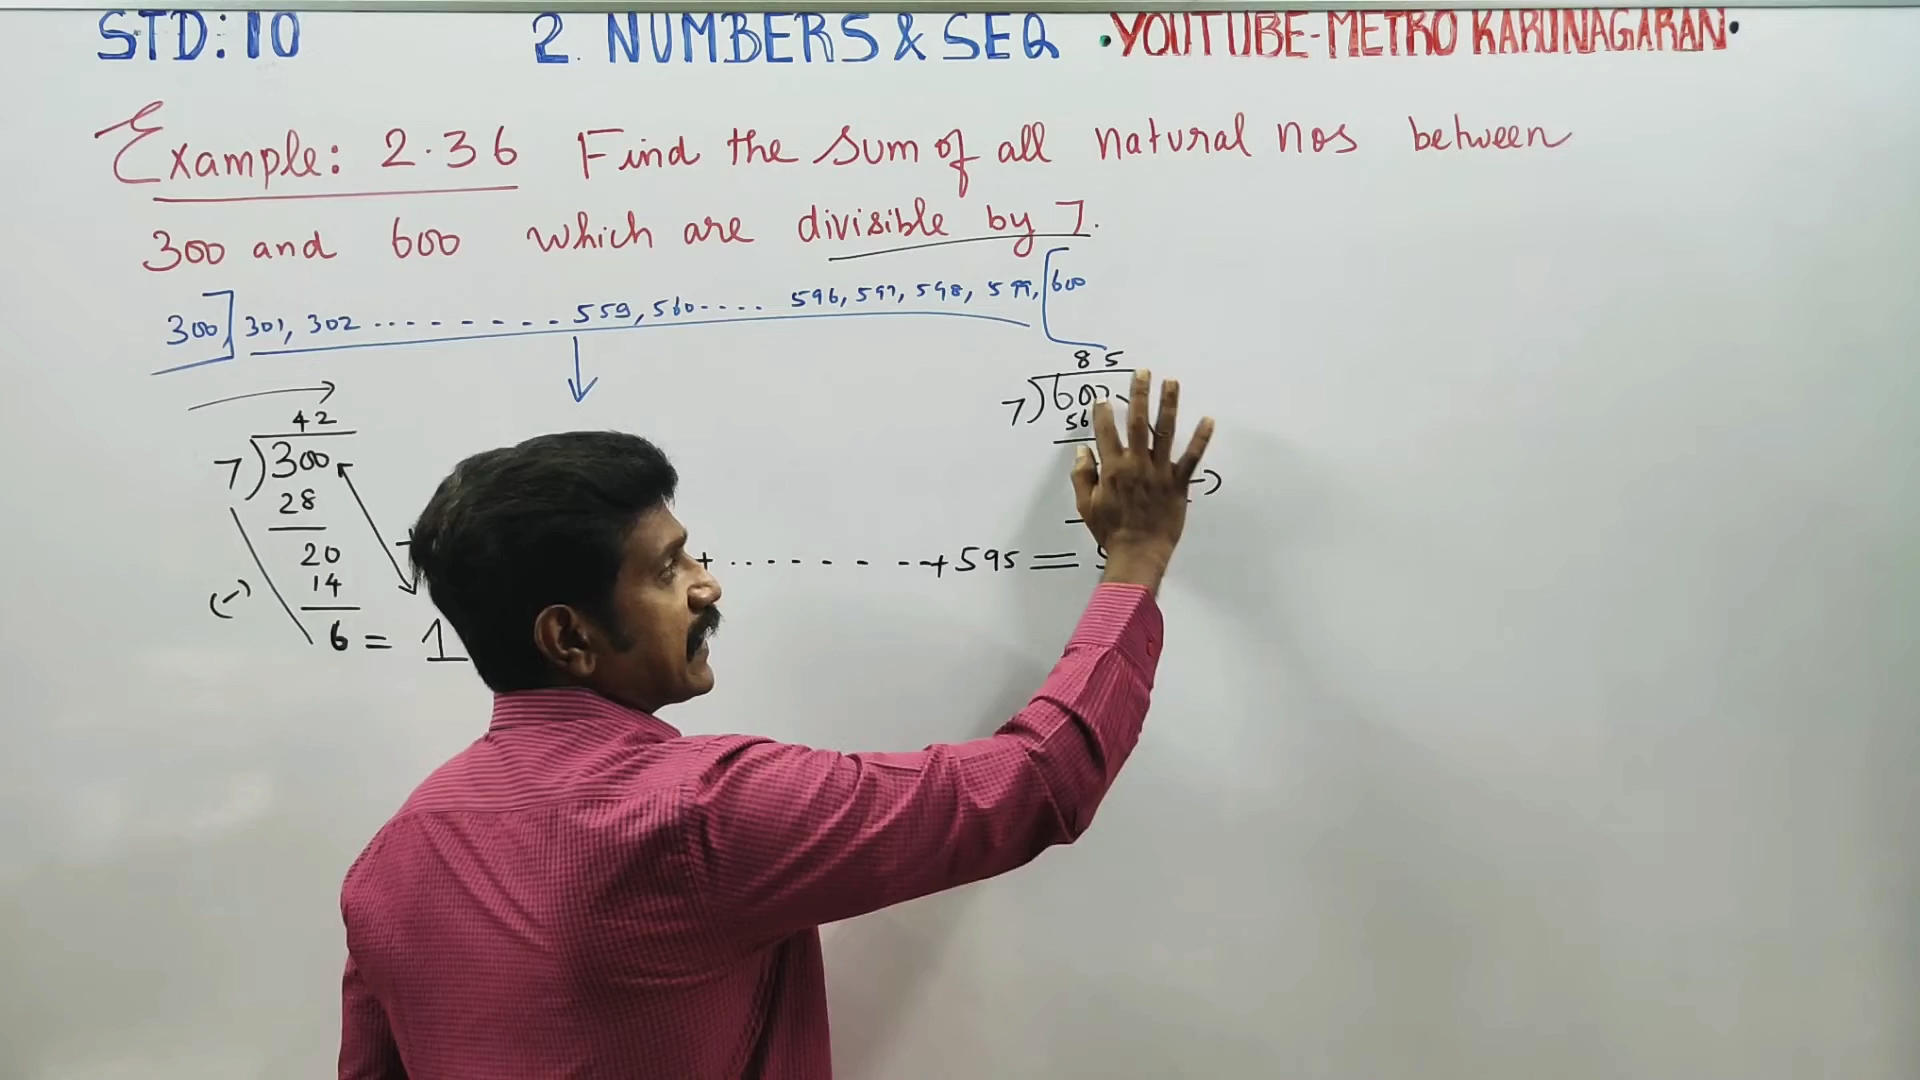 STD: 10 2. NUMBERS & SEQ • YOUTUBE-METRO KARUNAGARAN •
Example: 2.36 Find the sum of all natural nos between
300 and 600 which are divisible by 7.
300, 301, 302 ........ 559, 560.... 596, 597, 598, 599, 600
42
7)300
28
20
14
(-)
6 = 1
85
7)600
56
(-)
+ ........ + 595 =